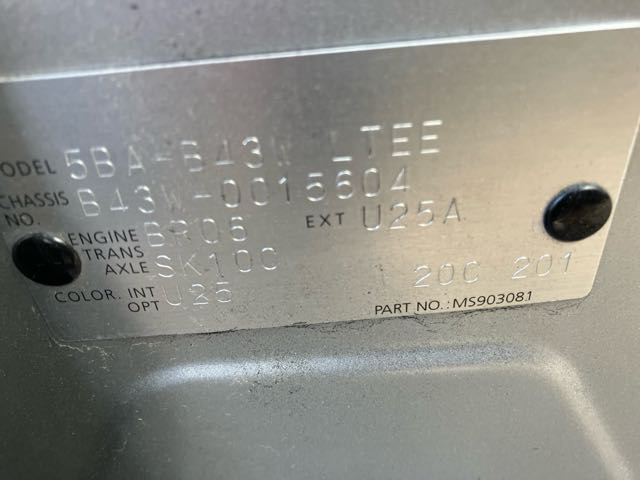 MODEL 5BA-B43W LTEE
CHASSIS NO. B43W-0015604
ENGINE BR06 EXT U25A
TRANS AXLE SK10C
COLOR. INT U25
OPT 20C 201
PART NO.: MS903081